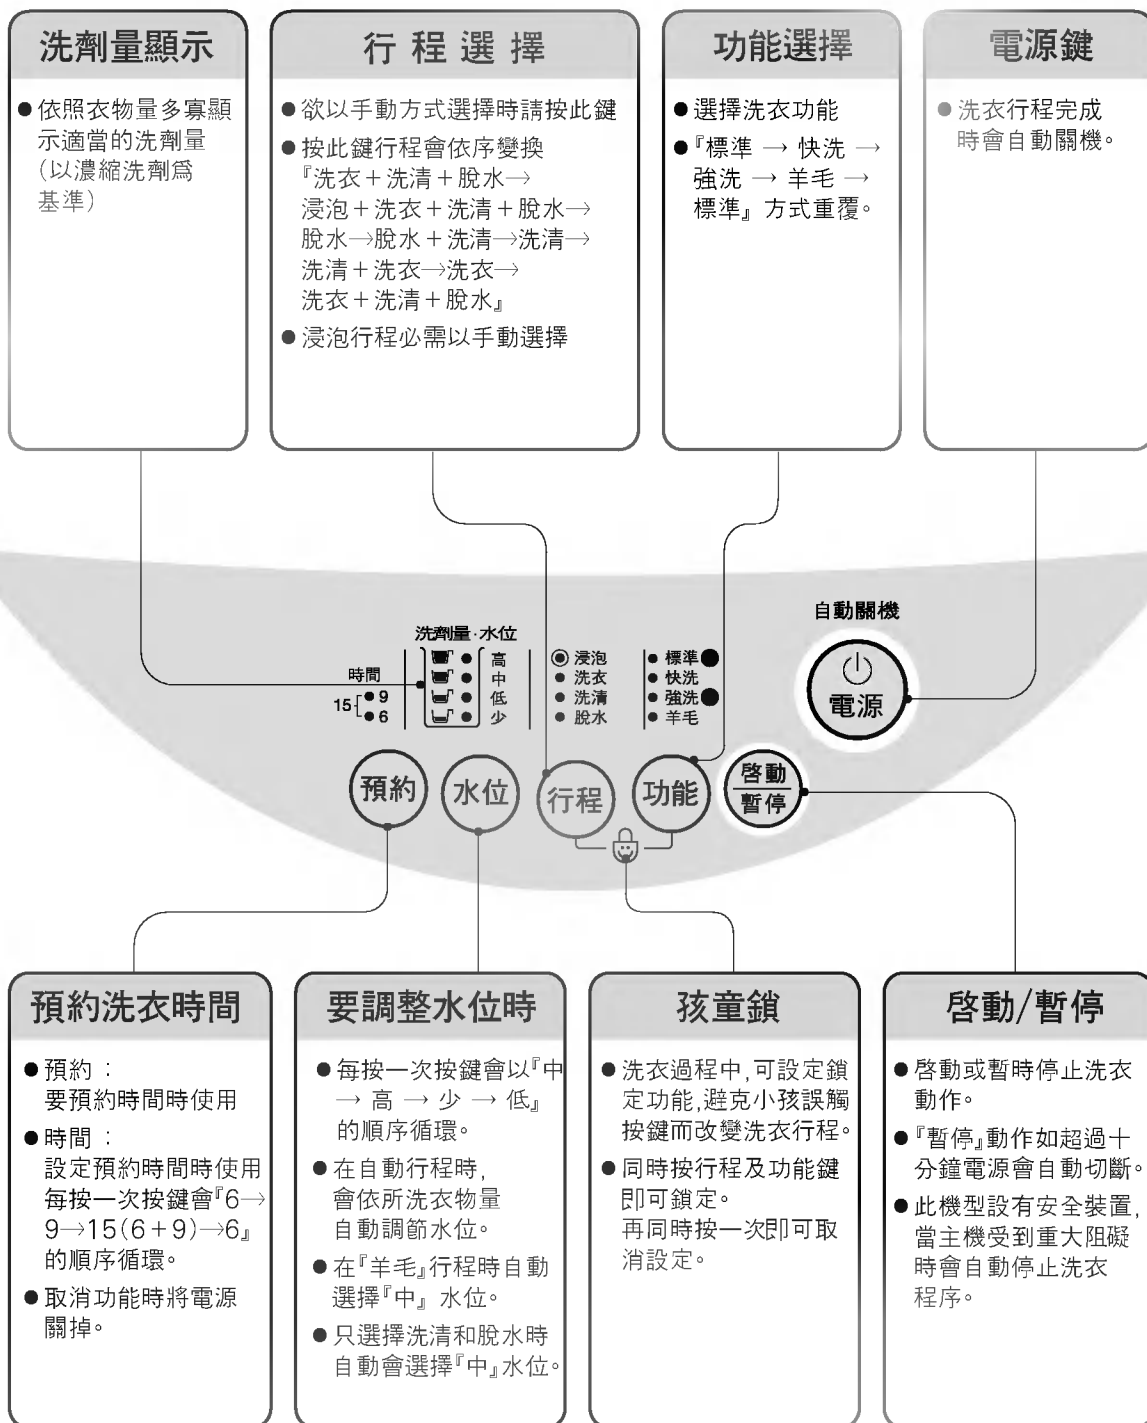 洗劑量顯示
●依照衣物量多寡顯
示適當的洗劑量
(以濃縮洗劑爲
基準)
行程選擇
●欲以手動方式選擇時請按此鍵
●按此鍵行程會依序變換
『洗衣＋洗清＋脫水→
浸泡＋洗衣＋洗清＋脫水→
脫水→脫水＋洗清→洗清→
洗清＋洗衣→洗衣→
洗衣＋洗清＋脫水』
●浸泡行程必需以手動選擇
功能選擇
●選擇洗衣功能
●『標準 → 快洗 →
強洗 → 羊毛 →
標準』方式重覆。
電源鍵
●洗衣行程完成
時會自動關機。
自動關機
電源
洗劑量·水位
高
中
低
少
時間
15
9
6
浸泡
洗衣
洗清
脫水
標準
快洗
強洗
羊毛
預約
水位
行程
功能
啓動
暫停
預約洗衣時間
●預約：
要預約時間時使用
●時間：
設定預約時間時使用
每按一次按鍵會『6→
9→15(6＋9)→6』
的順序循環。
●取消功能時將電源
關掉。
要調整水位時
●每按一次按鍵會以『中
→ 高 → 少 → 低』
的順序循環。
●在自動行程時,
會依所洗衣物量
自動調節水位。
●在『羊毛』行程時自動
選擇『中』水位。
●只選擇洗清和脫水時
自動會選擇『中』水位。
孩童鎖
●洗衣過程中,可設定鎖
定功能,避克小孩誤觸
按鍵而改變洗衣行程。
●同時按行程及功能鍵
即可鎖定。
再同時按一次即可取
消設定。
啓動/暫停
●啓動或暫時停止洗衣
動作。
●『暫停』動作如超過十
分鐘電源會自動切斷。
●此機型設有安全裝置,
當主機受到重大阻礙
時會自動停止洗衣
程序。